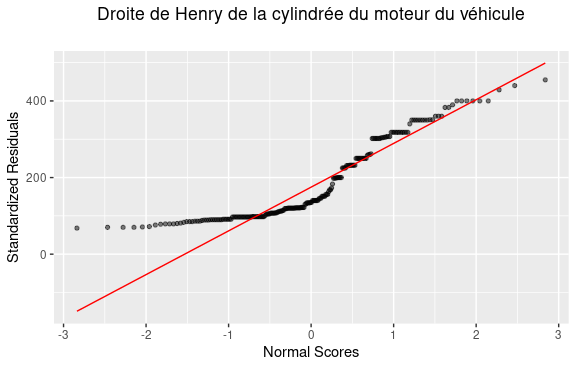 Droite de Henry de la cylindrée du moteur du véhicule
Standardized Residuals
400
200
0
-3 -2 -1 0 1 2 3
Normal Scores